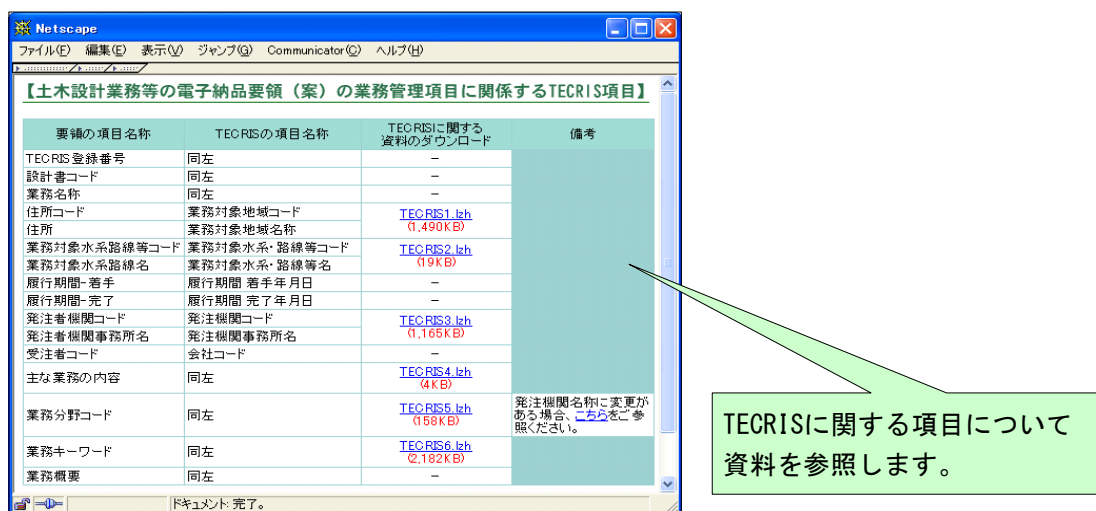 Netscape
ファイル(F) 編集(E) 表示(V) ジャンプ(G) Communicator(C) ヘルプ(H)
【土木設計業務等の電子納品要領（案）の業務管理項目に関係するTECRIS項目】
要領の項目名称 TECRISの項目名称 TECRISに関する 備考
資料のダウンロード
TECRIS登録番号 同左 －
設計書コード 同左 －
業務名称 同左 －
住所コード 業務対象地域コード TECRIS1.lzh
住所 業務対象地域名称 (1,490KB)
業務対象水系路線等コード 業務対象水系･路線等コード TECRIS2.lzh
業務対象水系路線名 業務対象水系･路線等名 (19KB)
履行期間-着手 履行期間 着手年月日 －
履行期間-完了 履行期間 完了年月日 －
発注者機関コード 発注機関コード TECRIS3.lzh
発注者機関事務所名 発注機関事務所名 (1,165KB)
受注者コード 会社コード －
主な業務の内容 同左 TECRIS4.lzh
(4KB)
業務分野コード 同左 TECRIS5.lzh
(158KB)
発注機関名称に変更が
ある場合、こちらをご参
照ください。
業務キーワード 同左 TECRIS6.lzh
(2,182KB)
業務概要 同左 －
ドキュメント: 完了。
TECRISに関する項目について
資料を参照します。